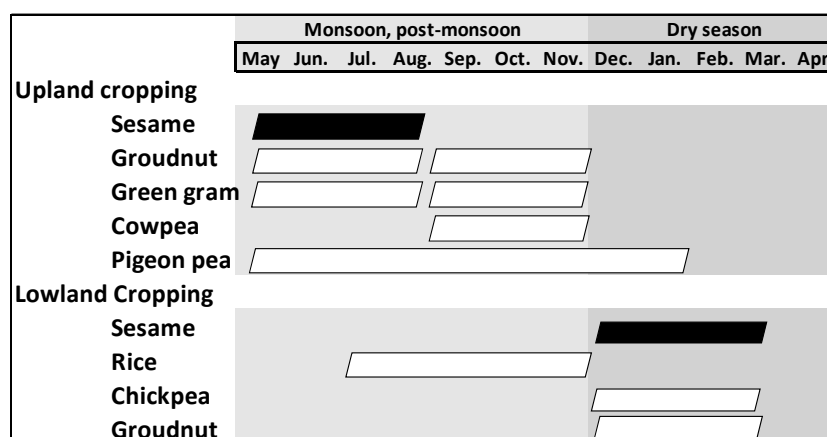 Monsoon, post-monsoon Dry season
May Jun. Jul. Aug. Sep. Oct. Nov. Dec. Jan. Feb. Mar. Apr
Upland cropping
Sesame
Groudnut
Green gram
Cowpea
Pigeon pea
Lowland Cropping
Sesame
Rice
Chickpea
Groudnut